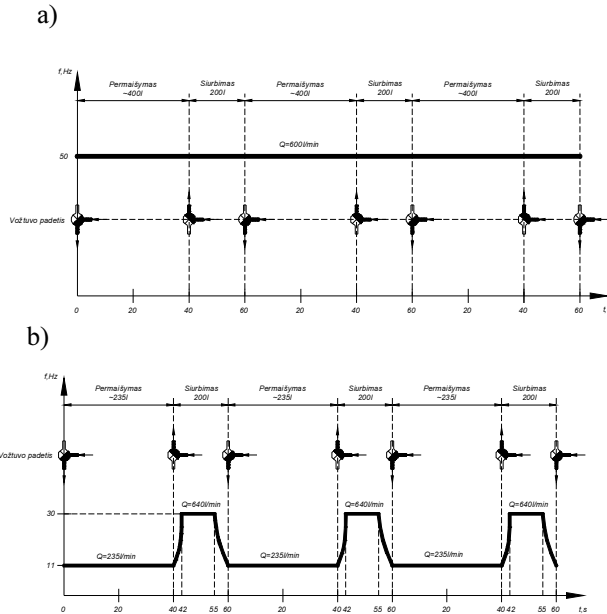 a)
f,Hz
Permaišymas Siurbimas Permaišymas Siurbimas Permaišymas Siurbimas
~400l 200l ~400l 200l ~400l 200l
Q=600l/min
50
Vožtuvo padetis
0 20 40 60 20 40 60 20 40 60 t,s
b)
f,Hz
Permaišymas Siurbimas Permaišymas Siurbimas Permaišymas Siurbimas
~235l 200l ~235l 200l ~235l 200l
Vožtuvo padetis
Q=640l/min Q=640l/min Q=640l/min
30
Q=235l/min Q=235l/min Q=235l/min
11
0 20 40 42 55 60 20 40 42 55 60 20 40 42 55 60 t,s